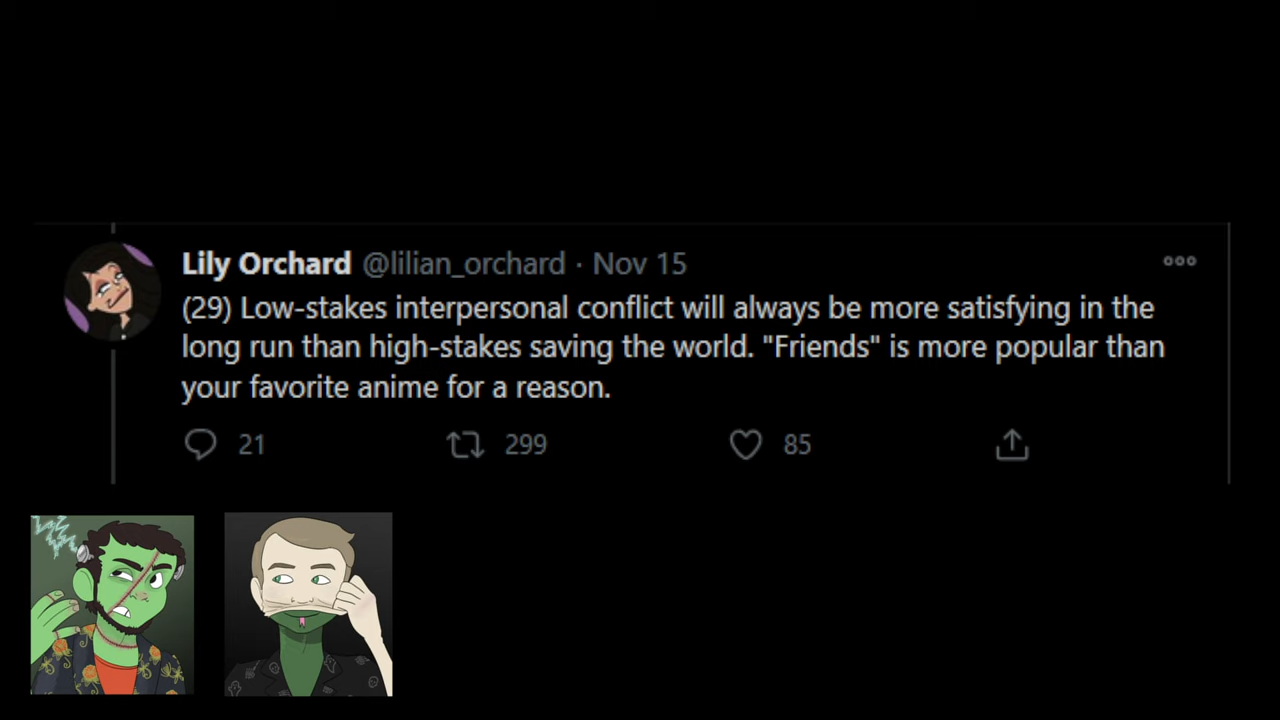 Lily Orchard @lilian_orchard · Nov 15
(29) Low-stakes interpersonal conflict will always be more satisfying in the
long run than high-stakes saving the world. "Friends" is more popular than
your favorite anime for a reason.
21 299 85